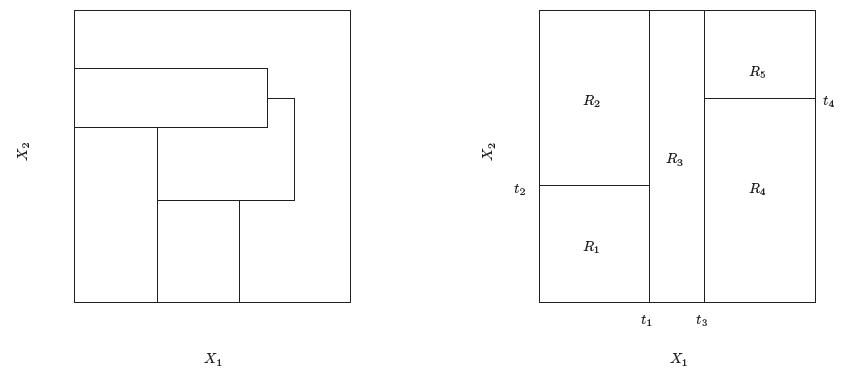 X₂
X₁
R₅
R₂
t₄
X₂
R₃
t₂
R₄
R₁
t₁ t₃
X₁